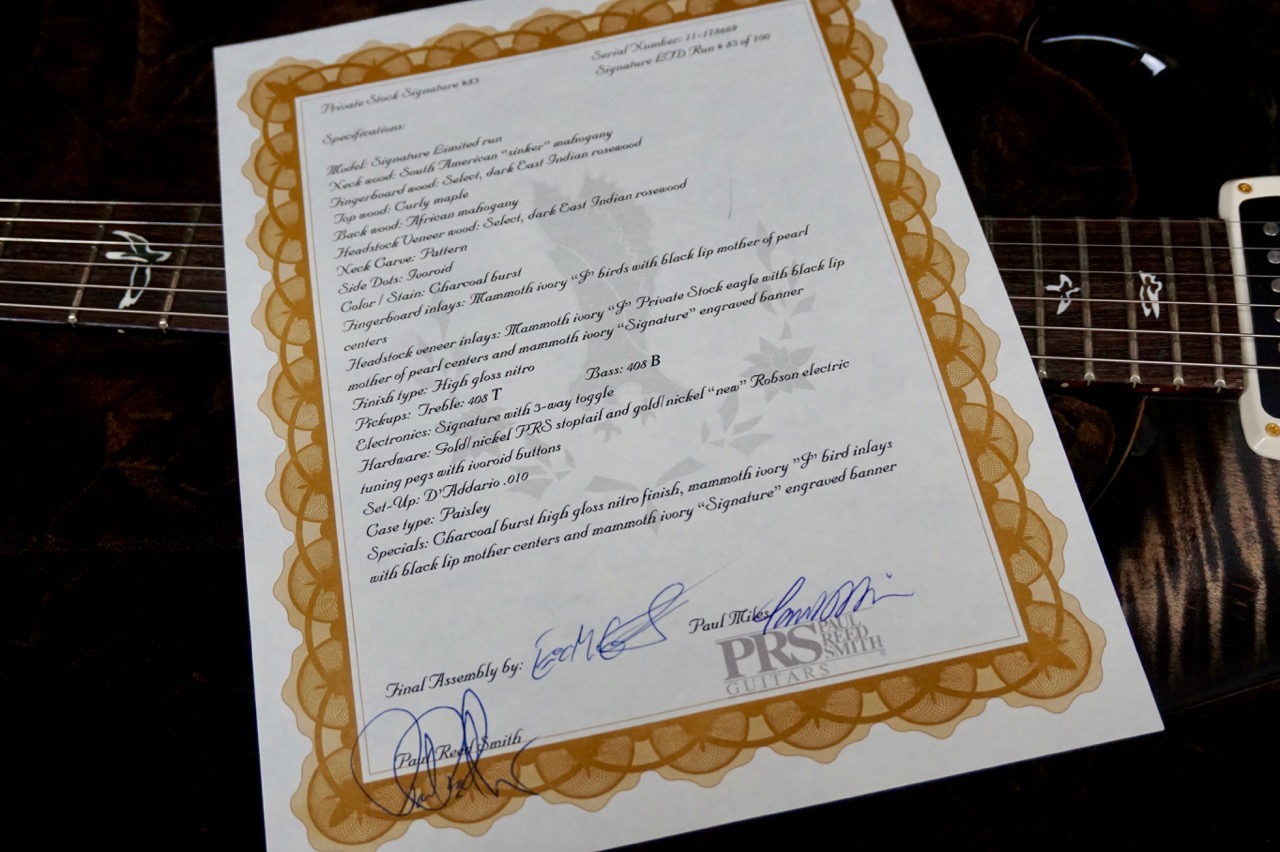 Private Stock Signature #83
Serial Number: 11-178669
Signature LTD Run # 83 of 100
Specifications:
Model: Signature Limited run
Neck wood: South American "sinker" mahogany
Fingerboard wood: Select, dark East Indian rosewood
Top wood: Curly maple
Back wood: African mahogany
Headstock Veneer wood: Select, dark East Indian rosewood
Neck Carve: Pattern
Side Dots: Ivoroid
Color / Stain: Charcoal burst
Fingerboard inlays: Mammoth ivory "J" birds with black lip mother of pearl
centers
Headstock veneer inlays: Mammoth ivory "J" Private Stock eagle with black lip
mother of pearl centers and mammoth ivory "Signature" engraved banner
Finish type: High gloss nitro
Pickups: Treble: 408 T Bass: 408 B
Electronics: Signature with 3-way toggle
Hardware: Gold/nickel PRS stoptail and gold/nickel "new" Robson electric
tuning pegs with ivoroid buttons
Set-Up: D'Addario .010
Case type: Paisley
Specials: Charcoal burst high gloss nitro finish, mammoth ivory "J" bird inlays
with black lip mother centers and mammoth ivory "Signature" engraved banner
Final Assembly by:
Paul Miles
PRS PAUL REED SMITH
GUITARS
Paul Reed Smith